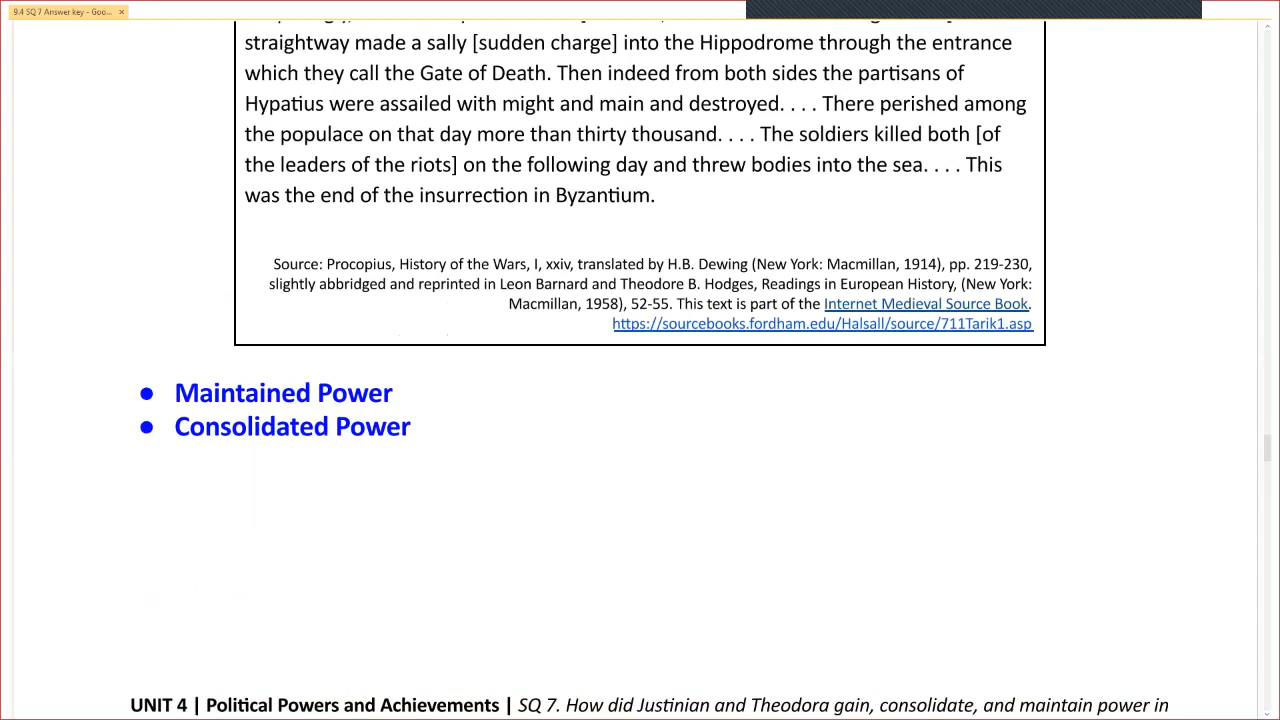 9.4 SQ 7 Answer key - Goo...
straightway made a sally [sudden charge] into the Hippodrome through the entrance
which they call the Gate of Death. Then indeed from both sides the partisans of
Hypatius were assailed with might and main and destroyed. . . . There perished among
the populace on that day more than thirty thousand. . . . The soldiers killed both [of
the leaders of the riots] on the following day and threw bodies into the sea. . . . This
was the end of the insurrection in Byzantium.
Source: Procopius, History of the Wars, I, xxiv, translated by H.B. Dewing (New York: Macmillan, 1914), pp. 219-230,
slightly abbridged and reprinted in Leon Barnard and Theodore B. Hodges, Readings in European History, (New York:
Macmillan, 1958), 52-55. This text is part of the Internet Medieval Source Book.
https://sourcebooks.fordham.edu/Halsall/source/711Tarik1.asp
● Maintained Power
● Consolidated Power
UNIT 4 | Political Powers and Achievements | SQ 7. How did Justinian and Theodora gain, consolidate, and maintain power in